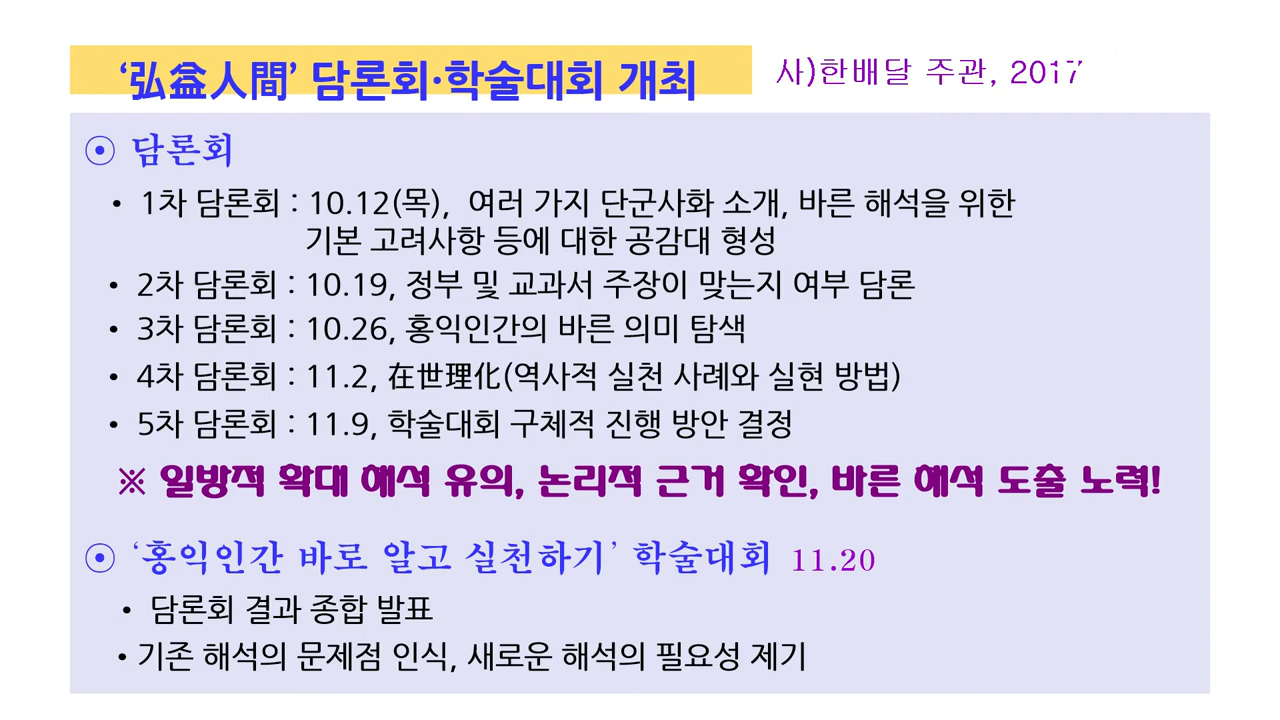 ‘弘益人間’ 담론회·학술대회 개최
사)한배달 주관, 2017
⊙ 담론회
• 1차 담론회 : 10.12(목), 여러 가지 단군사화 소개, 바른 해석을 위한
기본 고려사항 등에 대한 공감대 형성
• 2차 담론회 : 10.19, 정부 및 교과서 주장이 맞는지 여부 담론
• 3차 담론회 : 10.26, 홍익인간의 바른 의미 탐색
• 4차 담론회 : 11.2, 在世理化(역사적 실천 사례와 실현 방법)
• 5차 담론회 : 11.9, 학술대회 구체적 진행 방안 결정
※ 일방적 확대 해석 유의, 논리적 근거 확인, 바른 해석 도출 노력!
⊙ ‘홍익인간 바로 알고 실천하기’ 학술대회 11.20
• 담론회 결과 종합 발표
• 기존 해석의 문제점 인식, 새로운 해석의 필요성 제기